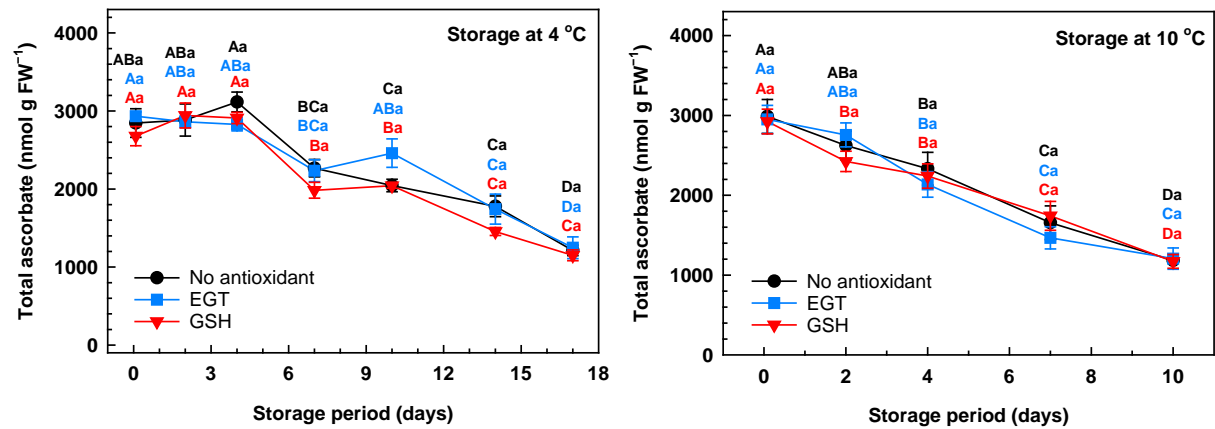 Storage at 4 °C
Total ascorbate (nmol g FW⁻¹)
4000
3000
2000
1000
0
ABa
Aa
Aa
ABa
ABa
Aa
Aa
ABa
Aa
BCa
BCa
Ba
Ca
ABa
Ba
Ca
Ca
Ca
Da
Da
Ca
No antioxidant
EGT
GSH
0 3 6 9 12 15 18
Storage period (days)
Storage at 10 °C
Total ascorbate (nmol g FW⁻¹)
4000
3000
2000
1000
0
Aa
Aa
Aa
ABa
ABa
Ba
Ba
Ba
Ba
Ca
Ca
Ca
Da
Ca
Da
No antioxidant
EGT
GSH
0 2 4 6 8 10
Storage period (days)